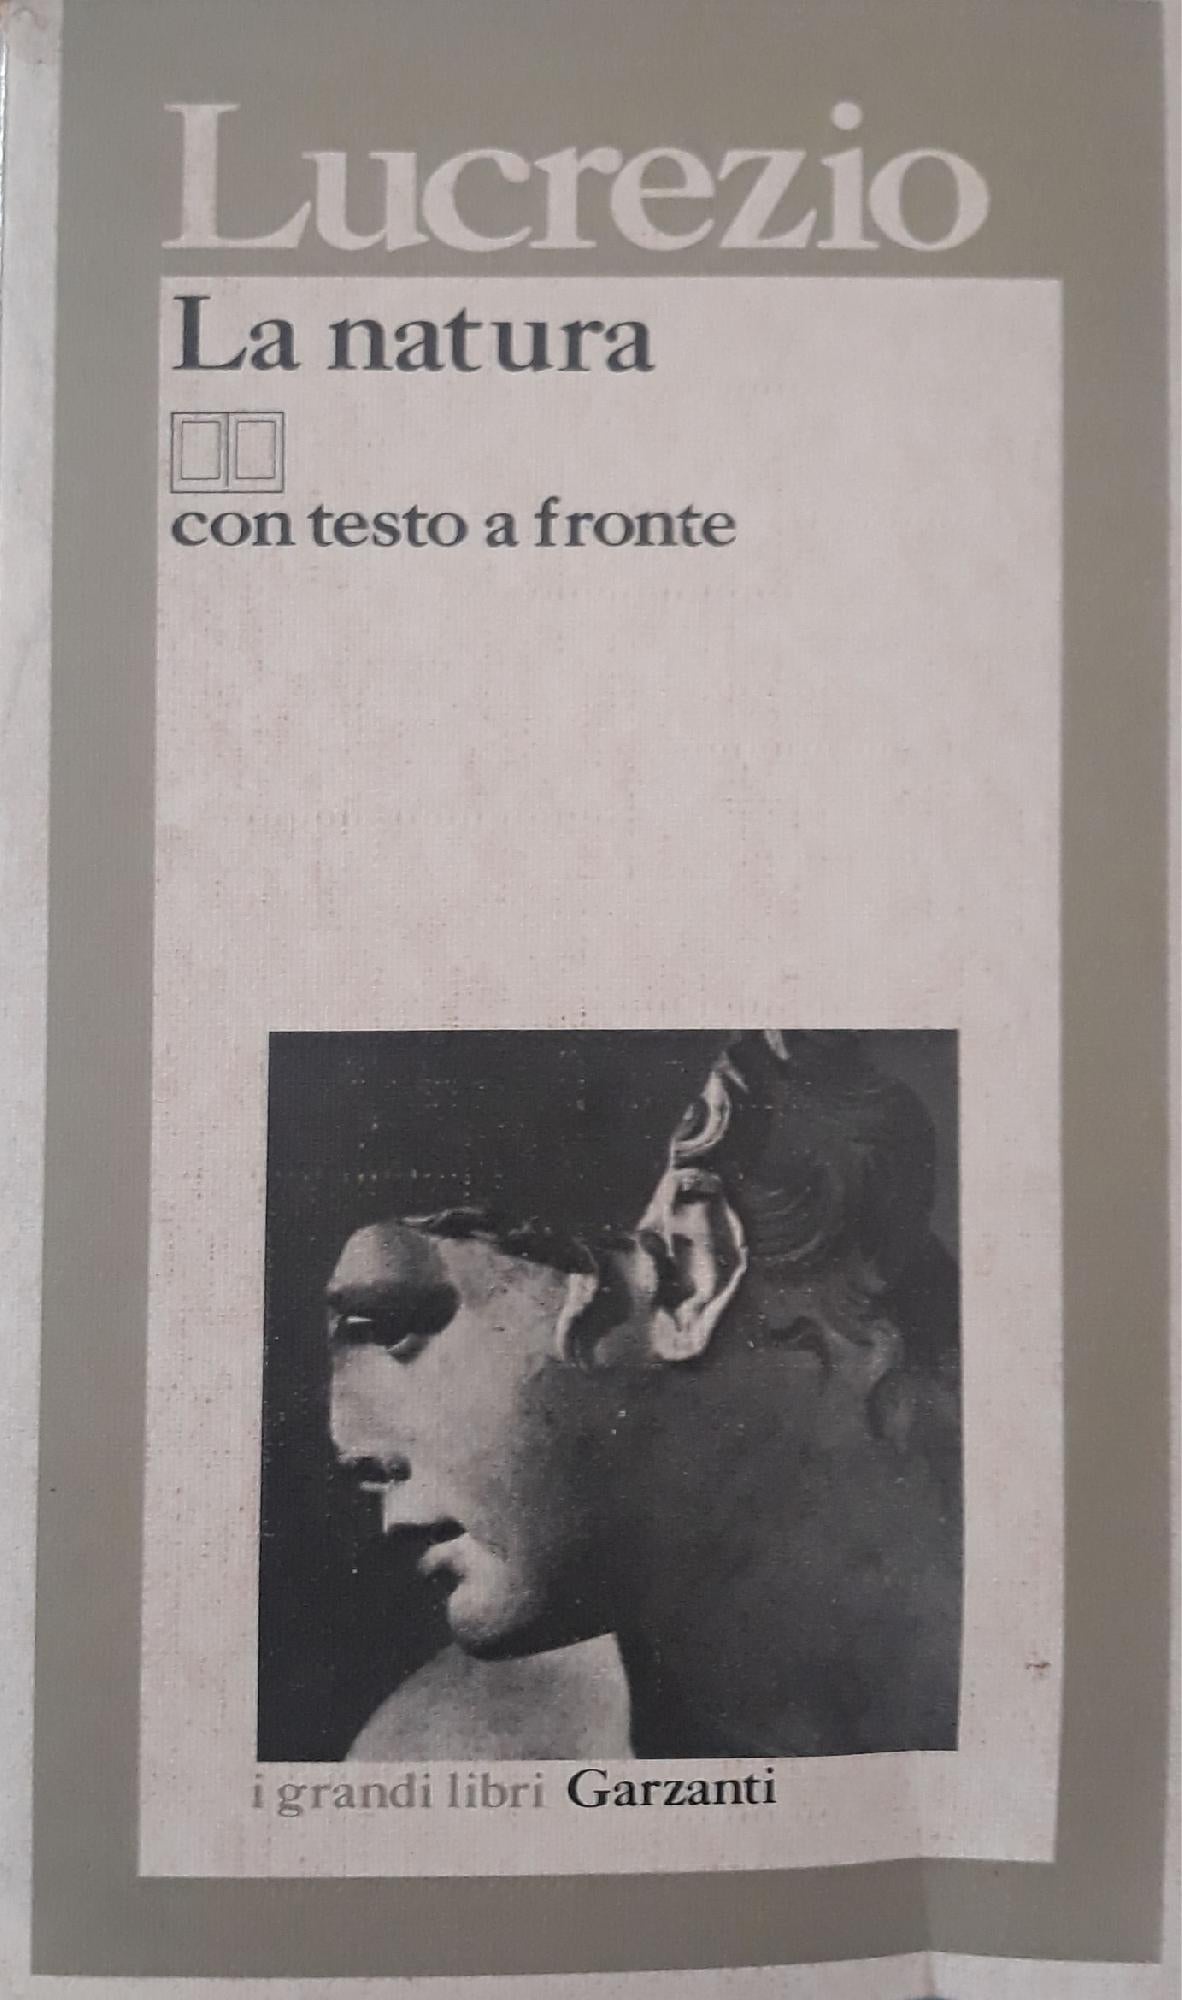 Lucrezio
La natura
con testo a fronte
i grandi libri Garzanti